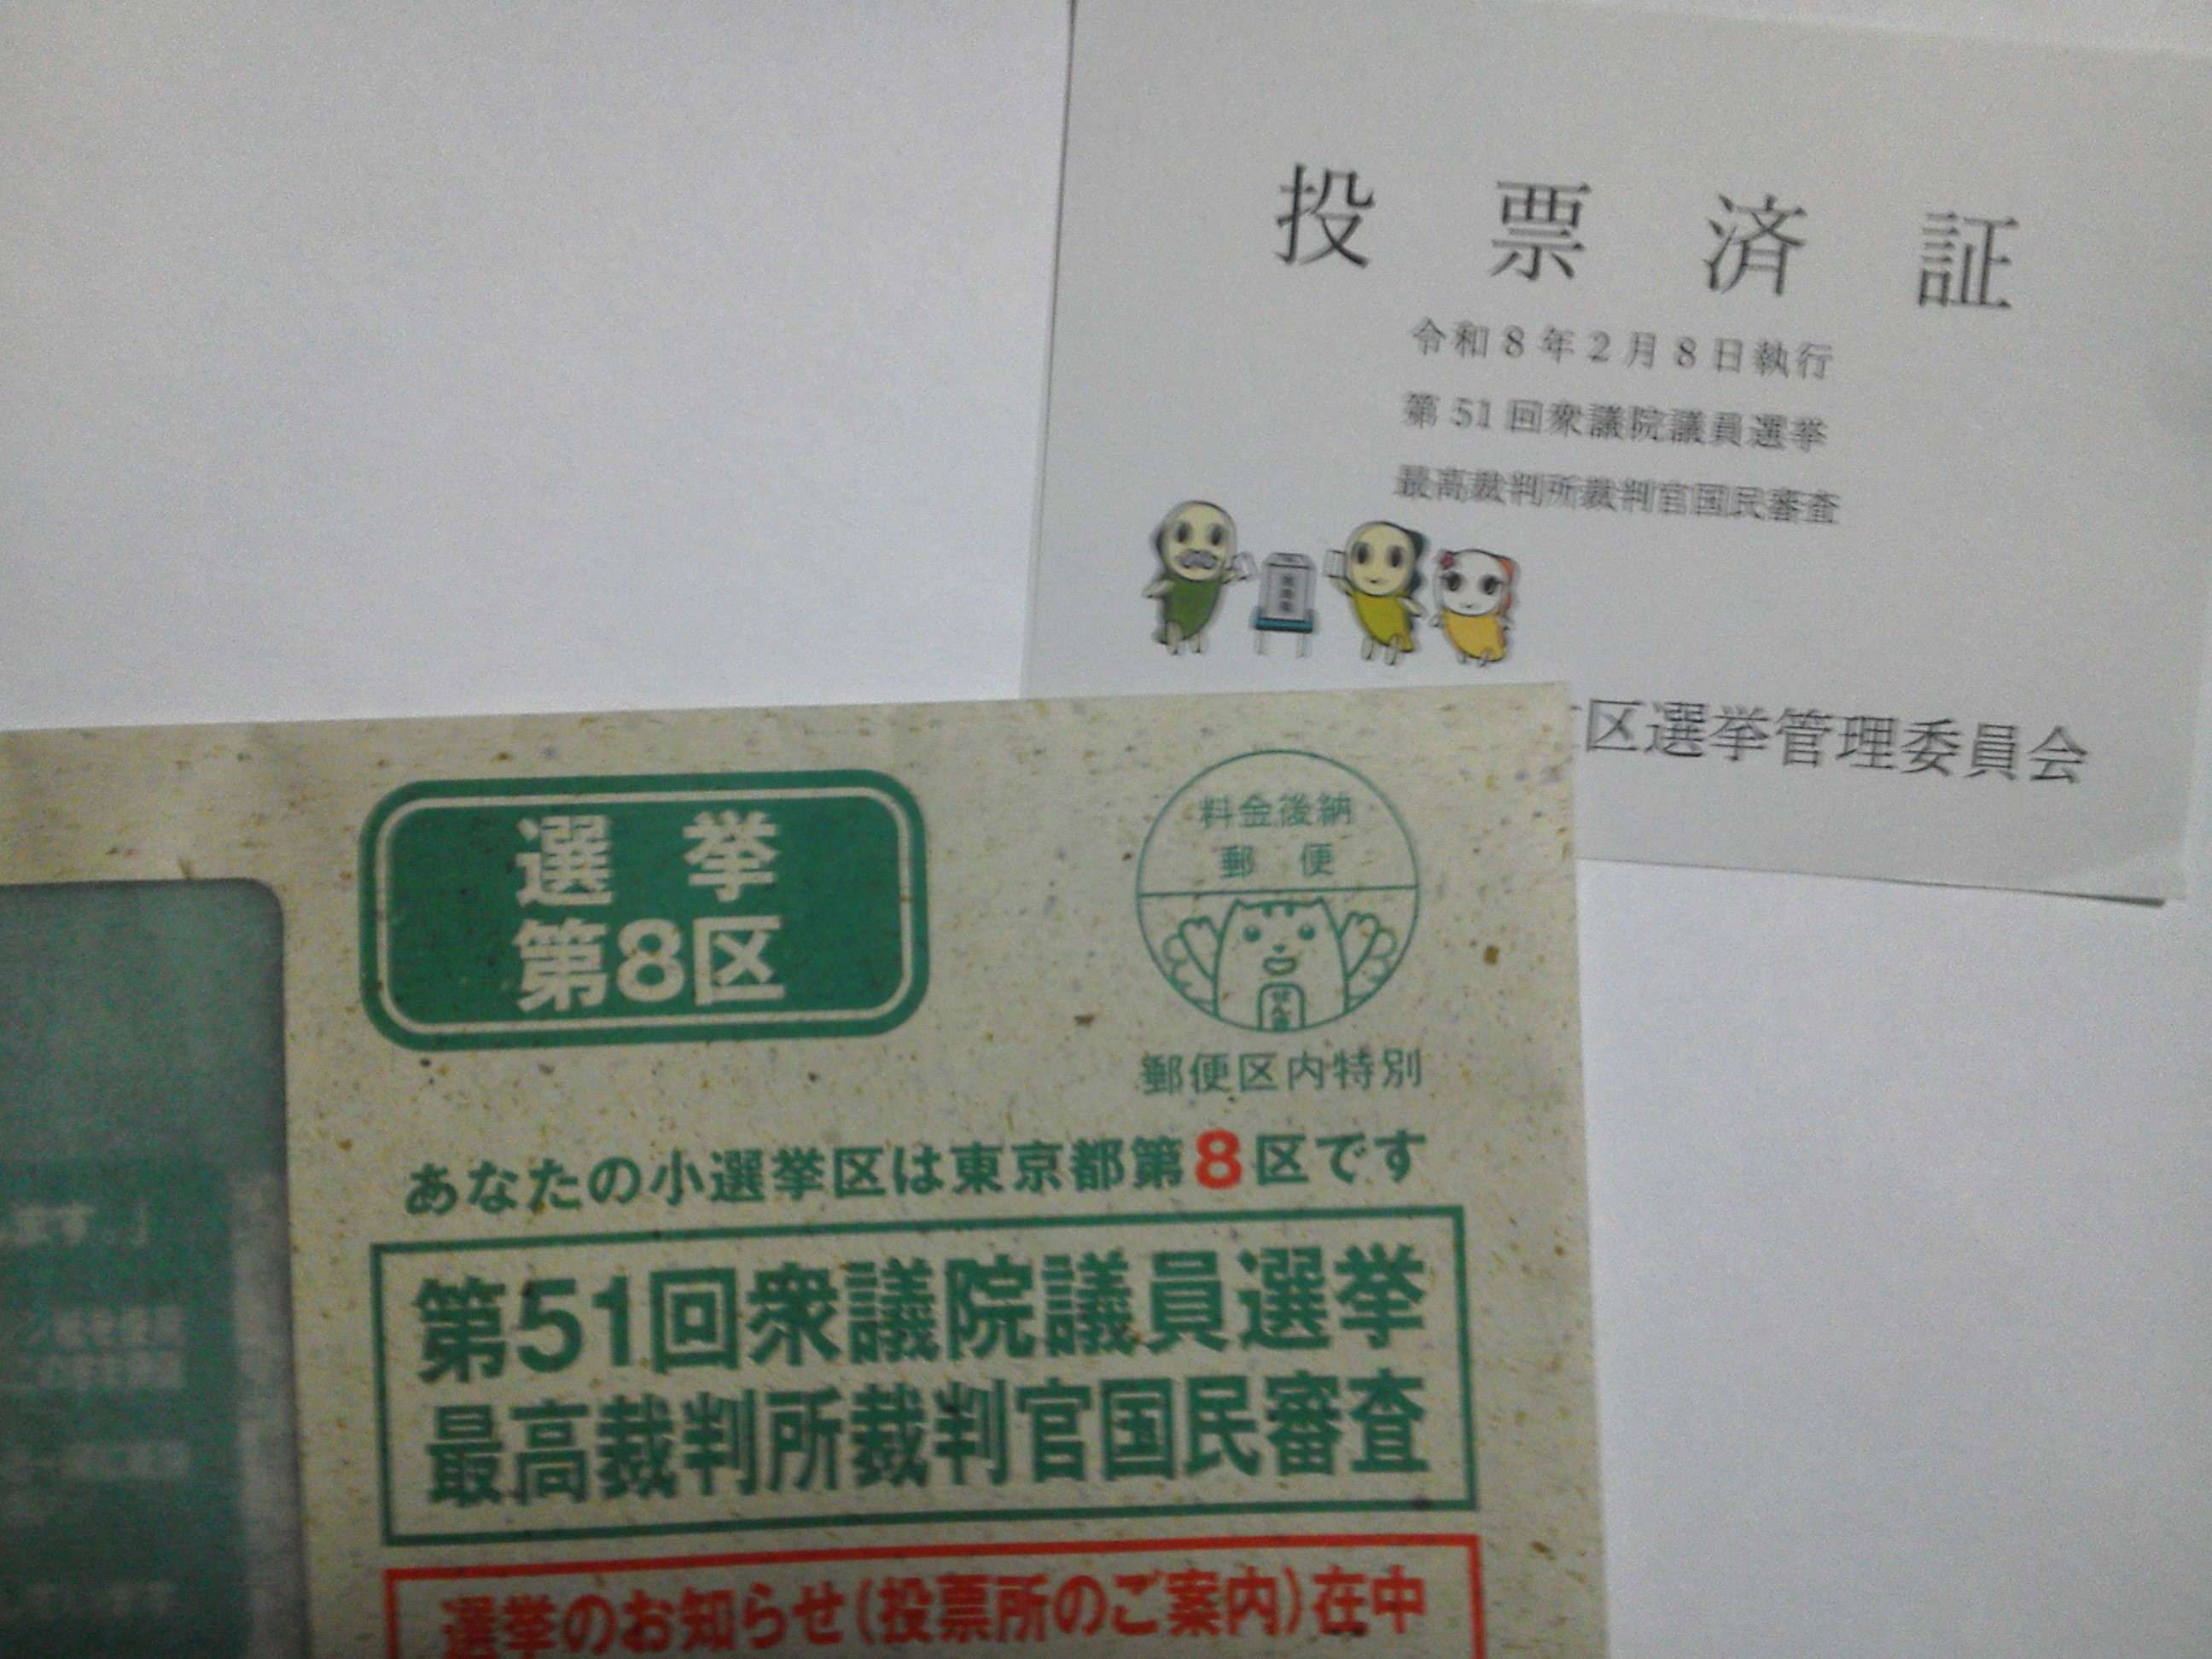 投票済証
令和8年2月8日執行
第51回衆議院議員選挙
最高裁判所裁判官国民審査
区選挙管理委員会
選挙
第8区
料金後納
郵便
郵便区内特別
あなたの小選挙区は東京都第8区です
第51回衆議院議員選挙
最高裁判所裁判官国民審査
選挙のお知らせ(投票所のご案内)在中